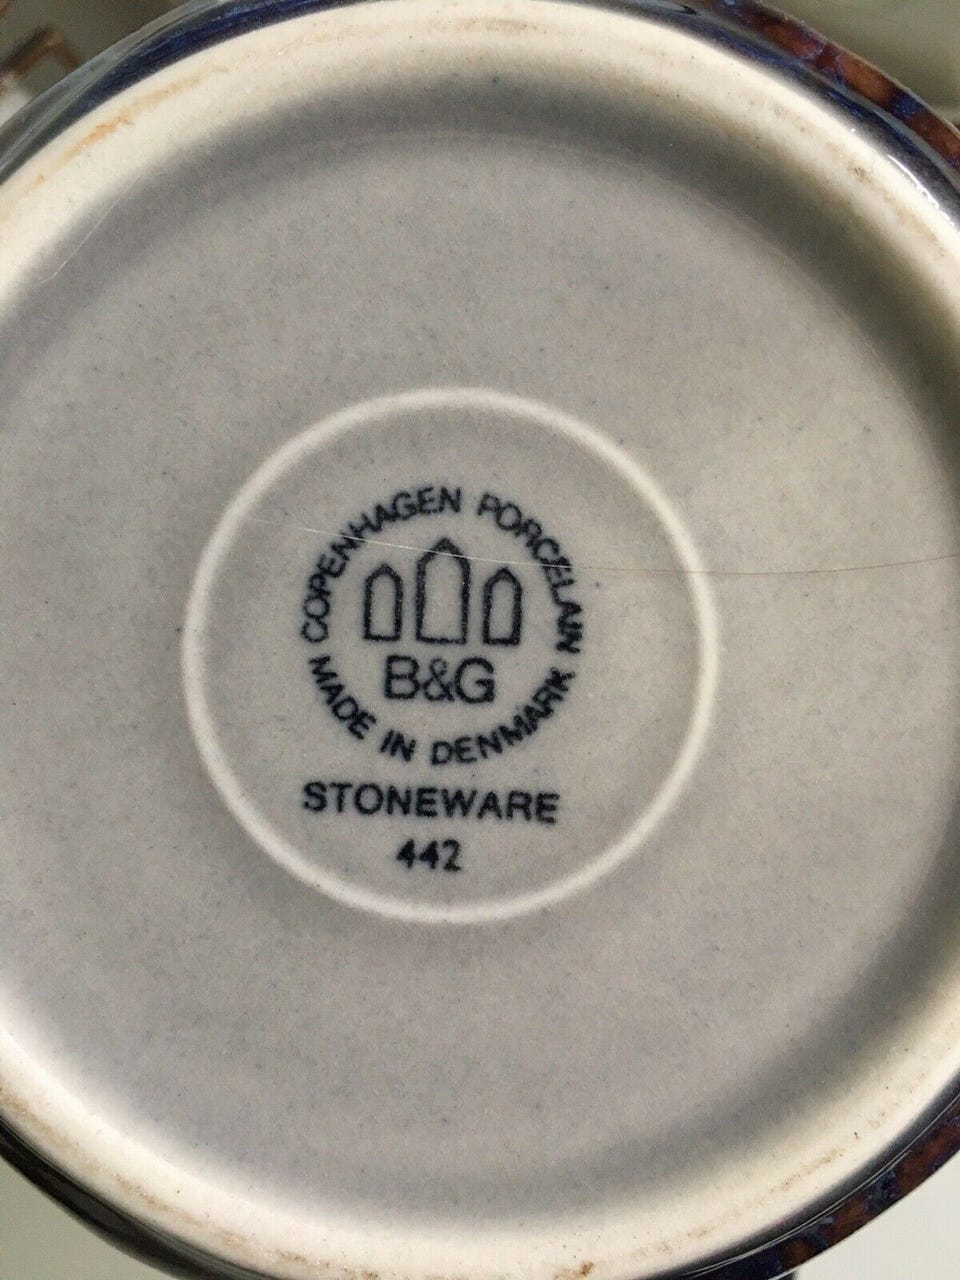 COPENHAGEN PORCELAIN
B&G
MADE IN DENMARK
STONEWARE
442